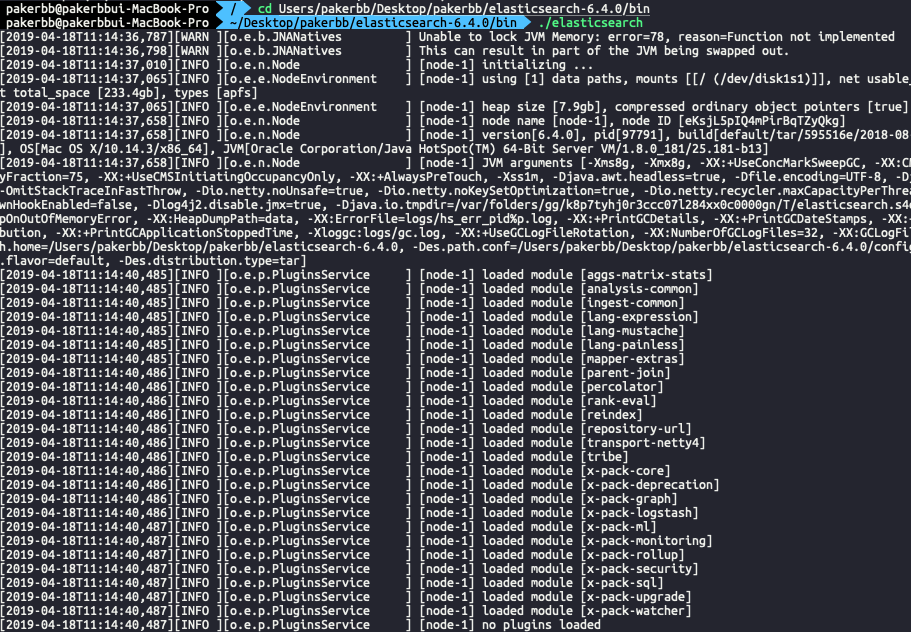 pakerbb@pakerbbui-MacBook-Pro / cd Users/pakerbb/Desktop/pakerbb/elasticsearch-6.4.0/bin
pakerbb@pakerbbui-MacBook-Pro ~/Desktop/pakerbb/elasticsearch-6.4.0/bin ./elasticsearch
[2019-04-18T11:14:36,787][WARN ][o.e.b.JNANatives        ] Unable to lock JVM Memory: error=78, reason=Function not implemented
[2019-04-18T11:14:36,798][WARN ][o.e.b.JNANatives        ] This can result in part of the JVM being swapped out.
[2019-04-18T11:14:37,010][INFO ][o.e.n.Node              ] [node-1] initializing ...
[2019-04-18T11:14:37,065][INFO ][o.e.e.NodeEnvironment   ] [node-1] using [1] data paths, mounts [[/ (/dev/disk1s1)]], net usable_
t total_space [233.4gb], types [apfs]
[2019-04-18T11:14:37,065][INFO ][o.e.e.NodeEnvironment   ] [node-1] heap size [7.9gb], compressed ordinary object pointers [true]
[2019-04-18T11:14:37,658][INFO ][o.e.n.Node              ] [node-1] node name [node-1], node ID [eKsjL5pIQ4mPirBqTZyQkg]
[2019-04-18T11:14:37,658][INFO ][o.e.n.Node              ] [node-1] version[6.4.0], pid[97791], build[default/tar/595516e/2018-08
], OS[Mac OS X/10.14.3/x86_64], JVM[Oracle Corporation/Java HotSpot(TM) 64-Bit Server VM/1.8.0_181/25.181-b13]
[2019-04-18T11:14:37,658][INFO ][o.e.n.Node              ] [node-1] JVM arguments [-Xms8g, -Xmx8g, -XX:+UseConcMarkSweepGC, -XX:CM
yFraction=75, -XX:+UseCMSInitiatingOccupancyOnly, -XX:+AlwaysPreTouch, -Xss1m, -Djava.awt.headless=true, -Dfile.encoding=UTF-8, -Dj
-OmitStackTraceInFastThrow, -Dio.netty.noUnsafe=true, -Dio.netty.noKeySetOptimization=true, -Dio.netty.recycler.maxCapacityPerThrea
wnHookEnabled=false, -Dlog4j2.disable.jmx=true, -Djava.io.tmpdir=/var/folders/gg/k8p7tyhj0r3ccc07l284xx0c0000gn/T/elasticsearch.s4o
pOnOutOfMemoryError, -XX:HeapDumpPath=data, -XX:ErrorFile=logs/hs_err_pid%p.log, -XX:+PrintGCDetails, -XX:+PrintGCDateStamps, -XX:+
bution, -XX:+PrintGCApplicationStoppedTime, -Xloggc:logs/gc.log, -XX:+UseGCLogFileRotation, -XX:NumberOfGCLogFiles=32, -XX:GCLogFil
h.home=/Users/pakerbb/Desktop/pakerbb/elasticsearch-6.4.0, -Des.path.conf=/Users/pakerbb/Desktop/pakerbb/elasticsearch-6.4.0/config
.flavor=default, -Des.distribution.type=tar]
[2019-04-18T11:14:40,485][INFO ][o.e.p.PluginsService    ] [node-1] loaded module [aggs-matrix-stats]
[2019-04-18T11:14:40,485][INFO ][o.e.p.PluginsService    ] [node-1] loaded module [analysis-common]
[2019-04-18T11:14:40,485][INFO ][o.e.p.PluginsService    ] [node-1] loaded module [ingest-common]
[2019-04-18T11:14:40,485][INFO ][o.e.p.PluginsService    ] [node-1] loaded module [lang-expression]
[2019-04-18T11:14:40,485][INFO ][o.e.p.PluginsService    ] [node-1] loaded module [lang-mustache]
[2019-04-18T11:14:40,485][INFO ][o.e.p.PluginsService    ] [node-1] loaded module [lang-painless]
[2019-04-18T11:14:40,485][INFO ][o.e.p.PluginsService    ] [node-1] loaded module [mapper-extras]
[2019-04-18T11:14:40,486][INFO ][o.e.p.PluginsService    ] [node-1] loaded module [parent-join]
[2019-04-18T11:14:40,486][INFO ][o.e.p.PluginsService    ] [node-1] loaded module [percolator]
[2019-04-18T11:14:40,486][INFO ][o.e.p.PluginsService    ] [node-1] loaded module [rank-eval]
[2019-04-18T11:14:40,486][INFO ][o.e.p.PluginsService    ] [node-1] loaded module [reindex]
[2019-04-18T11:14:40,486][INFO ][o.e.p.PluginsService    ] [node-1] loaded module [repository-url]
[2019-04-18T11:14:40,486][INFO ][o.e.p.PluginsService    ] [node-1] loaded module [transport-netty4]
[2019-04-18T11:14:40,486][INFO ][o.e.p.PluginsService    ] [node-1] loaded module [tribe]
[2019-04-18T11:14:40,486][INFO ][o.e.p.PluginsService    ] [node-1] loaded module [x-pack-core]
[2019-04-18T11:14:40,486][INFO ][o.e.p.PluginsService    ] [node-1] loaded module [x-pack-deprecation]
[2019-04-18T11:14:40,486][INFO ][o.e.p.PluginsService    ] [node-1] loaded module [x-pack-graph]
[2019-04-18T11:14:40,486][INFO ][o.e.p.PluginsService    ] [node-1] loaded module [x-pack-logstash]
[2019-04-18T11:14:40,487][INFO ][o.e.p.PluginsService    ] [node-1] loaded module [x-pack-ml]
[2019-04-18T11:14:40,487][INFO ][o.e.p.PluginsService    ] [node-1] loaded module [x-pack-monitoring]
[2019-04-18T11:14:40,487][INFO ][o.e.p.PluginsService    ] [node-1] loaded module [x-pack-rollup]
[2019-04-18T11:14:40,487][INFO ][o.e.p.PluginsService    ] [node-1] loaded module [x-pack-security]
[2019-04-18T11:14:40,487][INFO ][o.e.p.PluginsService    ] [node-1] loaded module [x-pack-sql]
[2019-04-18T11:14:40,487][INFO ][o.e.p.PluginsService    ] [node-1] loaded module [x-pack-upgrade]
[2019-04-18T11:14:40,487][INFO ][o.e.p.PluginsService    ] [node-1] loaded module [x-pack-watcher]
[2019-04-18T11:14:40,487][INFO ][o.e.p.PluginsService    ] [node-1] no plugins loaded